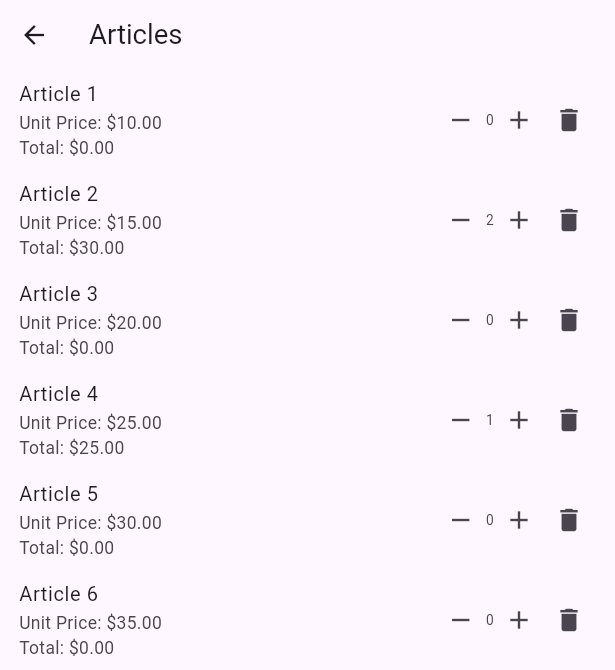 Articles
Article 1
Unit Price: $10.00
Total: $0.00
0
Article 2
Unit Price: $15.00
Total: $30.00
2
Article 3
Unit Price: $20.00
Total: $0.00
0
Article 4
Unit Price: $25.00
Total: $25.00
1
Article 5
Unit Price: $30.00
Total: $0.00
0
Article 6
Unit Price: $35.00
Total: $0.00
0